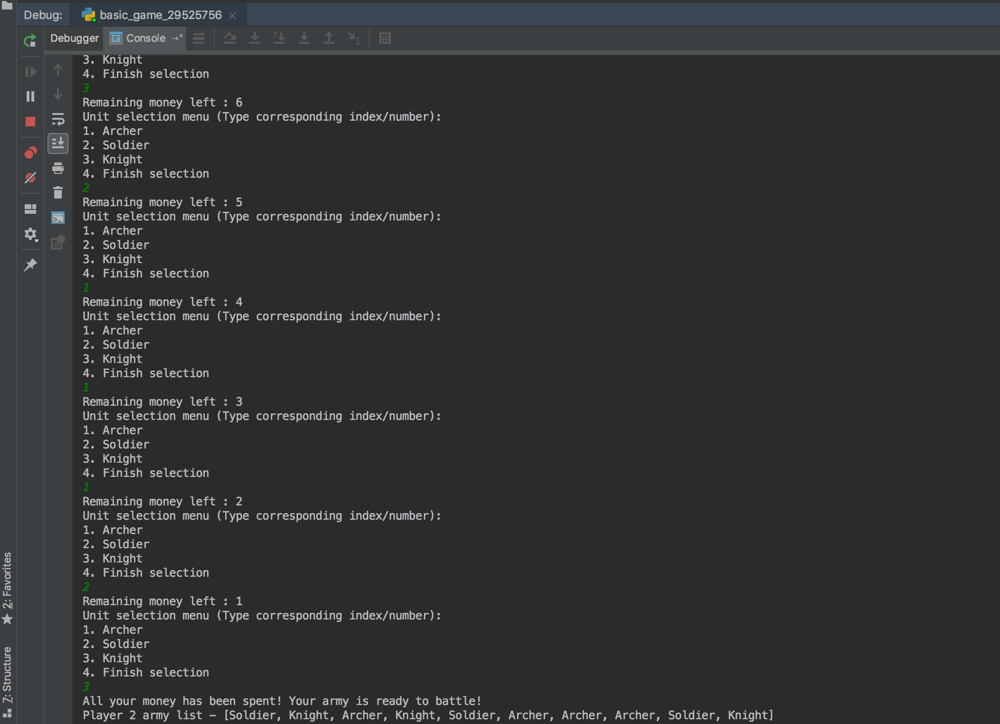 Debug:
basic_game_29525756
Debugger
Console
3. Knight
4. Finish selection
3
Remaining money left : 6
Unit selection menu (Type corresponding index/number):
1. Archer
2. Soldier
3. Knight
4. Finish selection
2
Remaining money left : 5
Unit selection menu (Type corresponding index/number):
1. Archer
2. Soldier
3. Knight
4. Finish selection
1
Remaining money left : 4
Unit selection menu (Type corresponding index/number):
1. Archer
2. Soldier
3. Knight
4. Finish selection
1
Remaining money left : 3
Unit selection menu (Type corresponding index/number):
1. Archer
2. Soldier
3. Knight
4. Finish selection
1
Remaining money left : 2
Unit selection menu (Type corresponding index/number):
1. Archer
2. Soldier
3. Knight
4. Finish selection
2
Remaining money left : 1
Unit selection menu (Type corresponding index/number):
1. Archer
2. Soldier
3. Knight
4. Finish selection
3
All your money has been spent! Your army is ready to battle!
Player 2 army list – [Soldier, Knight, Archer, Knight, Soldier, Archer, Archer, Archer, Soldier, Knight]
2: Favorites
7: Structure